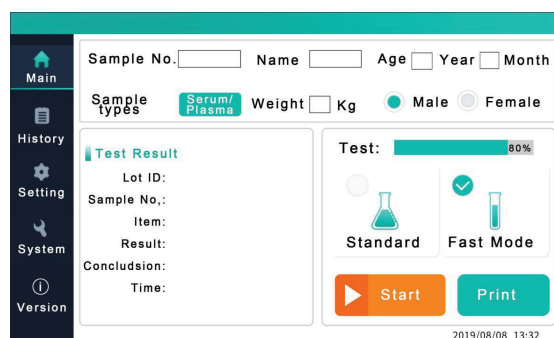 Main
History
Setting
System
Version
Sample No. Name Age Year Month
Sample types Serum/ Plasma Weight Kg Male Female
Test Result
Lot ID:
Sample No,:
Item:
Result:
Concludsion:
Time:
Test: 80%
Standard Fast Mode
Start Print
2019/08/08 13:32